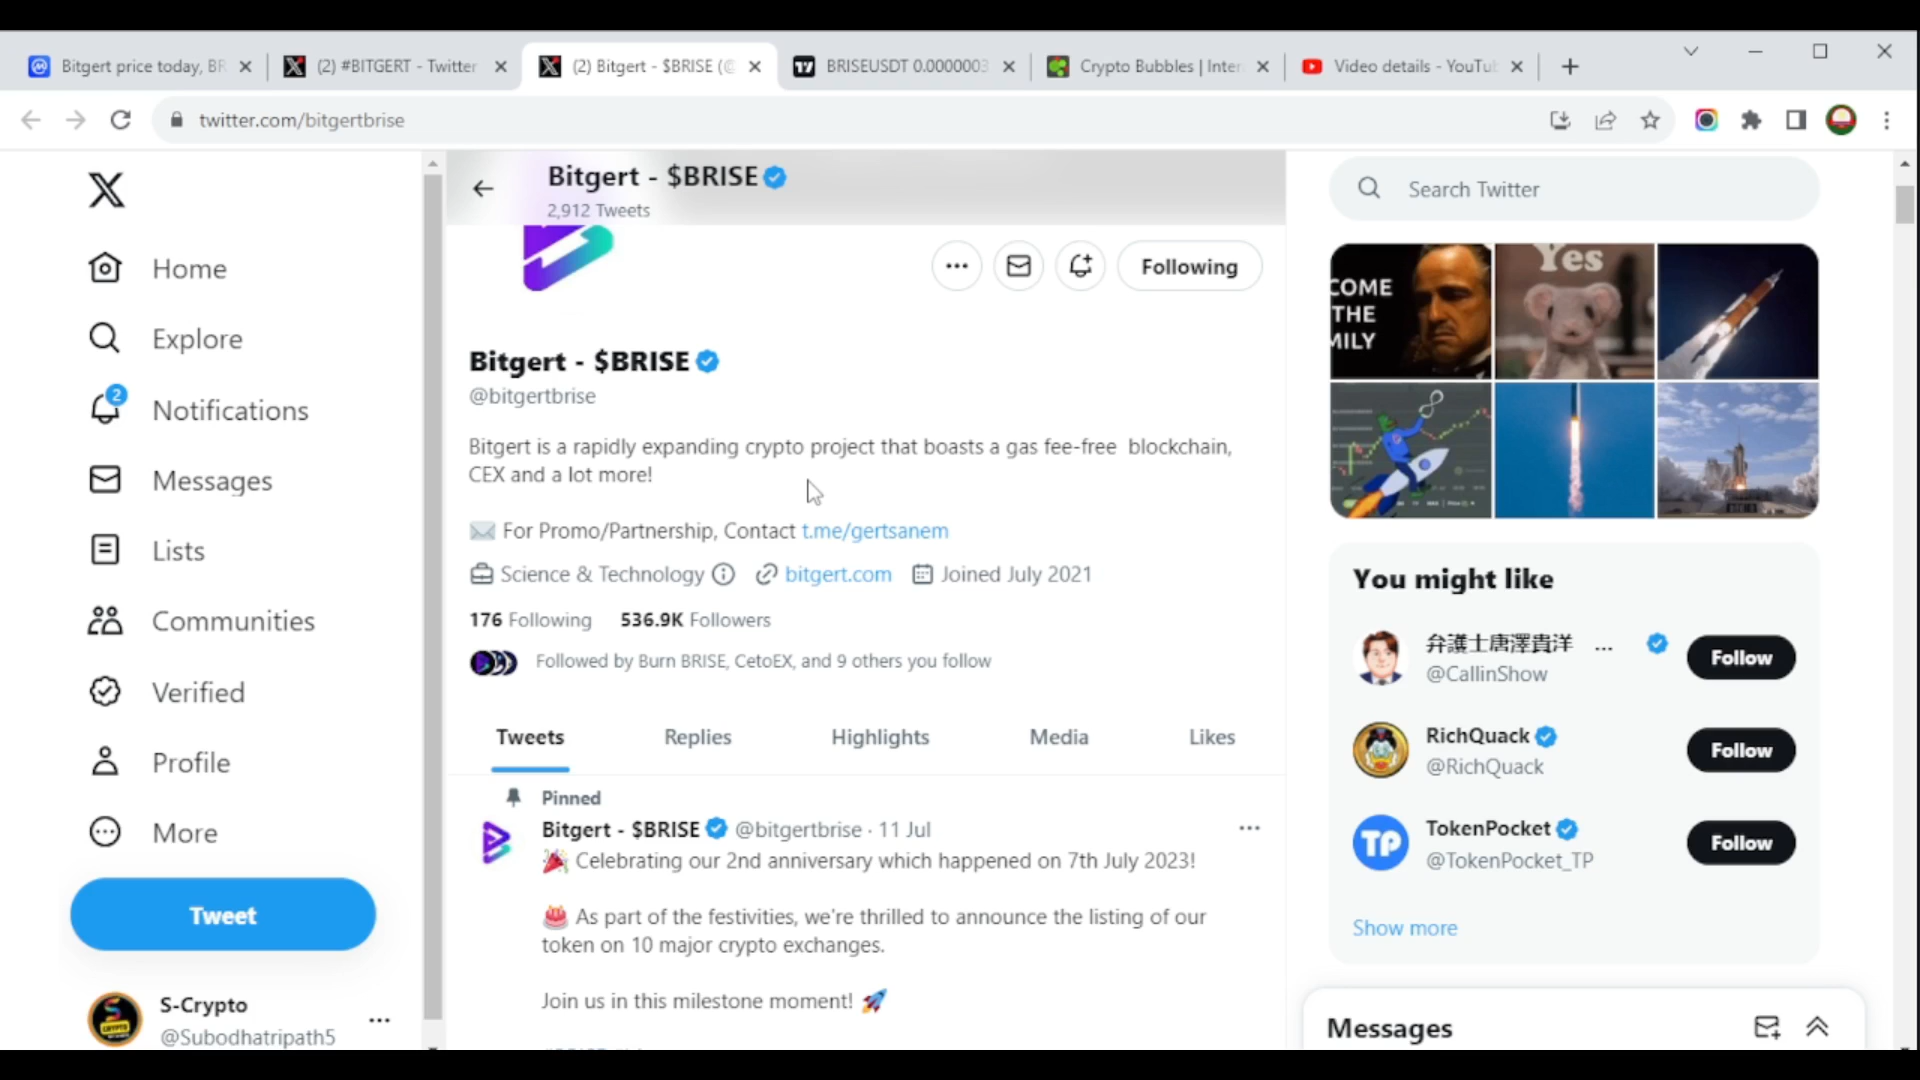 Bitgert price today, BR
(2) #BITGERT - Twitter
(2) Bitgert - $BRISE (@
BRISEUSDT 0.0000003
Crypto Bubbles | Inter
Video details - YouTub
twitter.com/bitgertbrise
Bitgert - $BRISE
2,912 Tweets
Search Twitter
Home
Explore
2
Notifications
Messages
Lists
Communities
Verified
Profile
More
Tweet
S-Crypto
@Subodhatripath5
Following
Bitgert - $BRISE
@bitgertbrise
Bitgert is a rapidly expanding crypto project that boasts a gas fee-free blockchain,
CEX and a lot more!
For Promo/Partnership, Contact t.me/gertsanem
Science & Technology bitgert.com Joined July 2021
176 Following 536.9K Followers
Followed by Burn BRISE, CetoEX, and 9 others you follow
Tweets Replies Highlights Media Likes
Pinned
Bitgert - $BRISE @bitgertbrise · 11 Jul
Celebrating our 2nd anniversary which happened on 7th July 2023!
As part of the festivities, we're thrilled to announce the listing of our
token on 10 major crypto exchanges.
Join us in this milestone moment!
COME
THE
MILY
Yes
You might like
弁護士唐澤貴洋 ...
@CallinShow
Follow
RichQuack
@RichQuack
Follow
TP
TokenPocket
@TokenPocket_TP
Follow
Show more
Messages